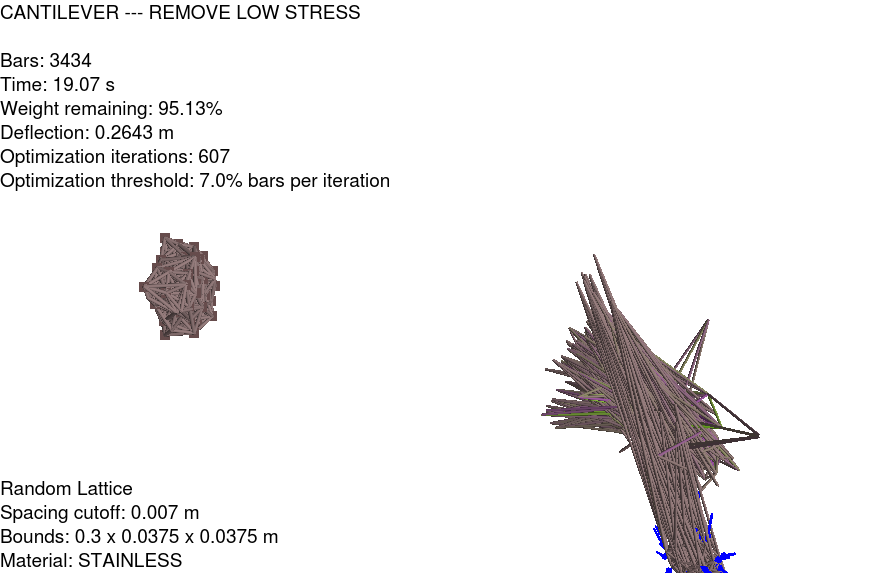 CANTILEVER --- REMOVE LOW STRESS
Bars: 3434
Time: 19.07 s
Weight remaining: 95.13%
Deflection: 0.2643 m
Optimization iterations: 607
Optimization threshold: 7.0% bars per iteration
Random Lattice
Spacing cutoff: 0.007 m
Bounds: 0.3 x 0.0375 x 0.0375 m
Material: STAINLESS